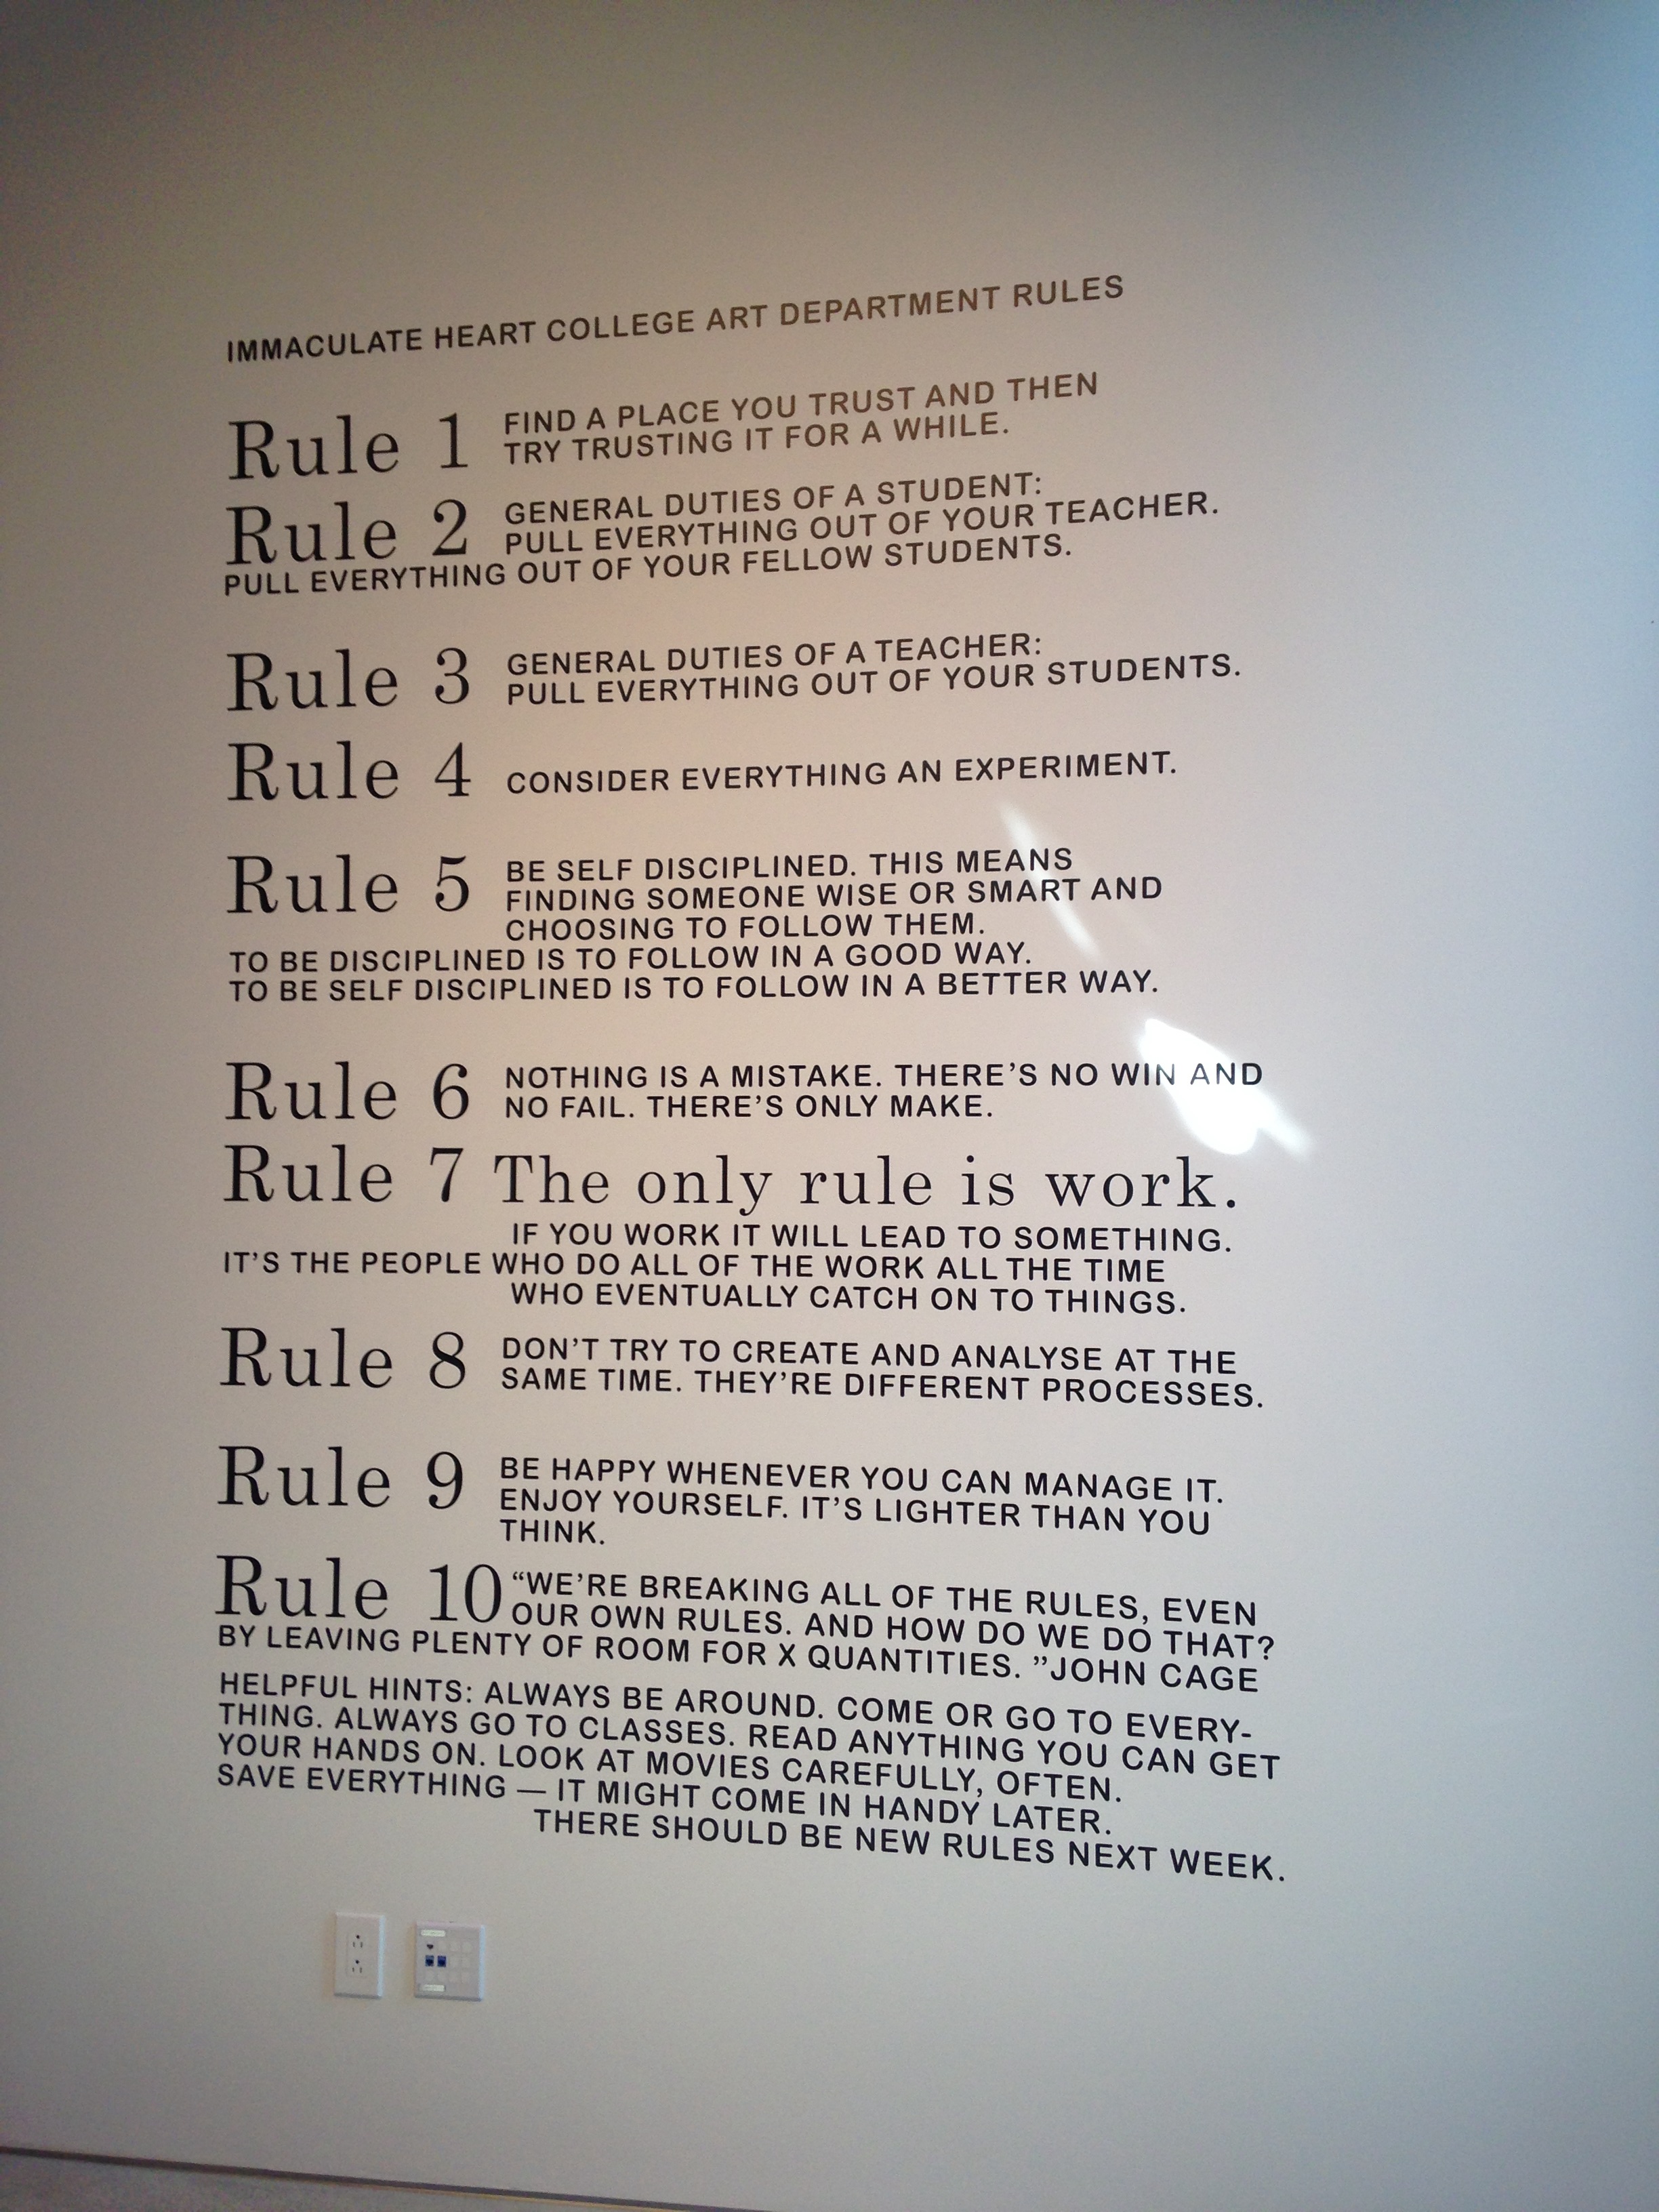 IMMACULATE HEART COLLEGE ART DEPARTMENT RULES
Rule 1 FIND A PLACE YOU TRUST AND THEN
TRY TRUSTING IT FOR A WHILE.
Rule 2 GENERAL DUTIES OF A STUDENT:
PULL EVERYTHING OUT OF YOUR TEACHER.
PULL EVERYTHING OUT OF YOUR FELLOW STUDENTS.
Rule 3 GENERAL DUTIES OF A TEACHER:
PULL EVERYTHING OUT OF YOUR STUDENTS.
Rule 4 CONSIDER EVERYTHING AN EXPERIMENT.
Rule 5 BE SELF DISCIPLINED. THIS MEANS
FINDING SOMEONE WISE OR SMART AND
CHOOSING TO FOLLOW THEM.
TO BE DISCIPLINED IS TO FOLLOW IN A GOOD WAY.
TO BE SELF DISCIPLINED IS TO FOLLOW IN A BETTER WAY.
Rule 6 NOTHING IS A MISTAKE. THERE'S NO WIN AND
NO FAIL. THERE'S ONLY MAKE.
Rule 7 The only rule is work.
IF YOU WORK IT WILL LEAD TO SOMETHING.
IT'S THE PEOPLE WHO DO ALL OF THE WORK ALL THE TIME
WHO EVENTUALLY CATCH ON TO THINGS.
Rule 8 DON'T TRY TO CREATE AND ANALYSE AT THE
SAME TIME. THEY'RE DIFFERENT PROCESSES.
Rule 9 BE HAPPY WHENEVER YOU CAN MANAGE IT.
ENJOY YOURSELF. IT'S LIGHTER THAN YOU
THINK.
Rule 10 “WE'RE BREAKING ALL OF THE RULES, EVEN
OUR OWN RULES. AND HOW DO WE DO THAT?
BY LEAVING PLENTY OF ROOM FOR X QUANTITIES. ”JOHN CAGE
HELPFUL HINTS: ALWAYS BE AROUND. COME OR GO TO EVERY-
THING. ALWAYS GO TO CLASSES. READ ANYTHING YOU CAN GET
YOUR HANDS ON. LOOK AT MOVIES CAREFULLY, OFTEN.
SAVE EVERYTHING — IT MIGHT COME IN HANDY LATER.
THERE SHOULD BE NEW RULES NEXT WEEK.